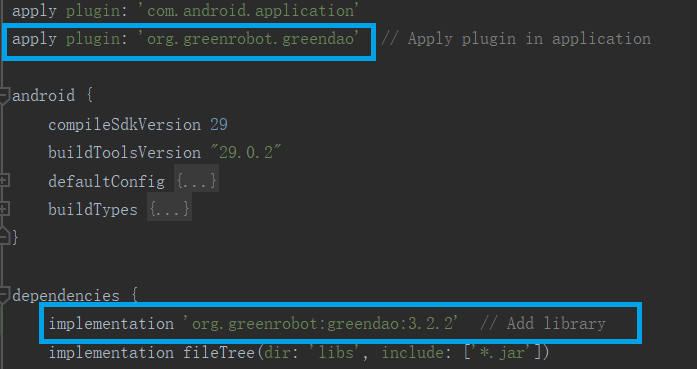 apply plugin: 'com.android.application'
apply plugin: 'org.greenrobot.greendao' // Apply plugin in application
android {
compileSdkVersion 29
buildToolsVersion "29.0.2"
defaultConfig {...}
buildTypes {...}
}
dependencies {
implementation 'org.greenrobot:greendao:3.2.2' // Add library
implementation fileTree(dir: 'libs', include: ['*.jar'])